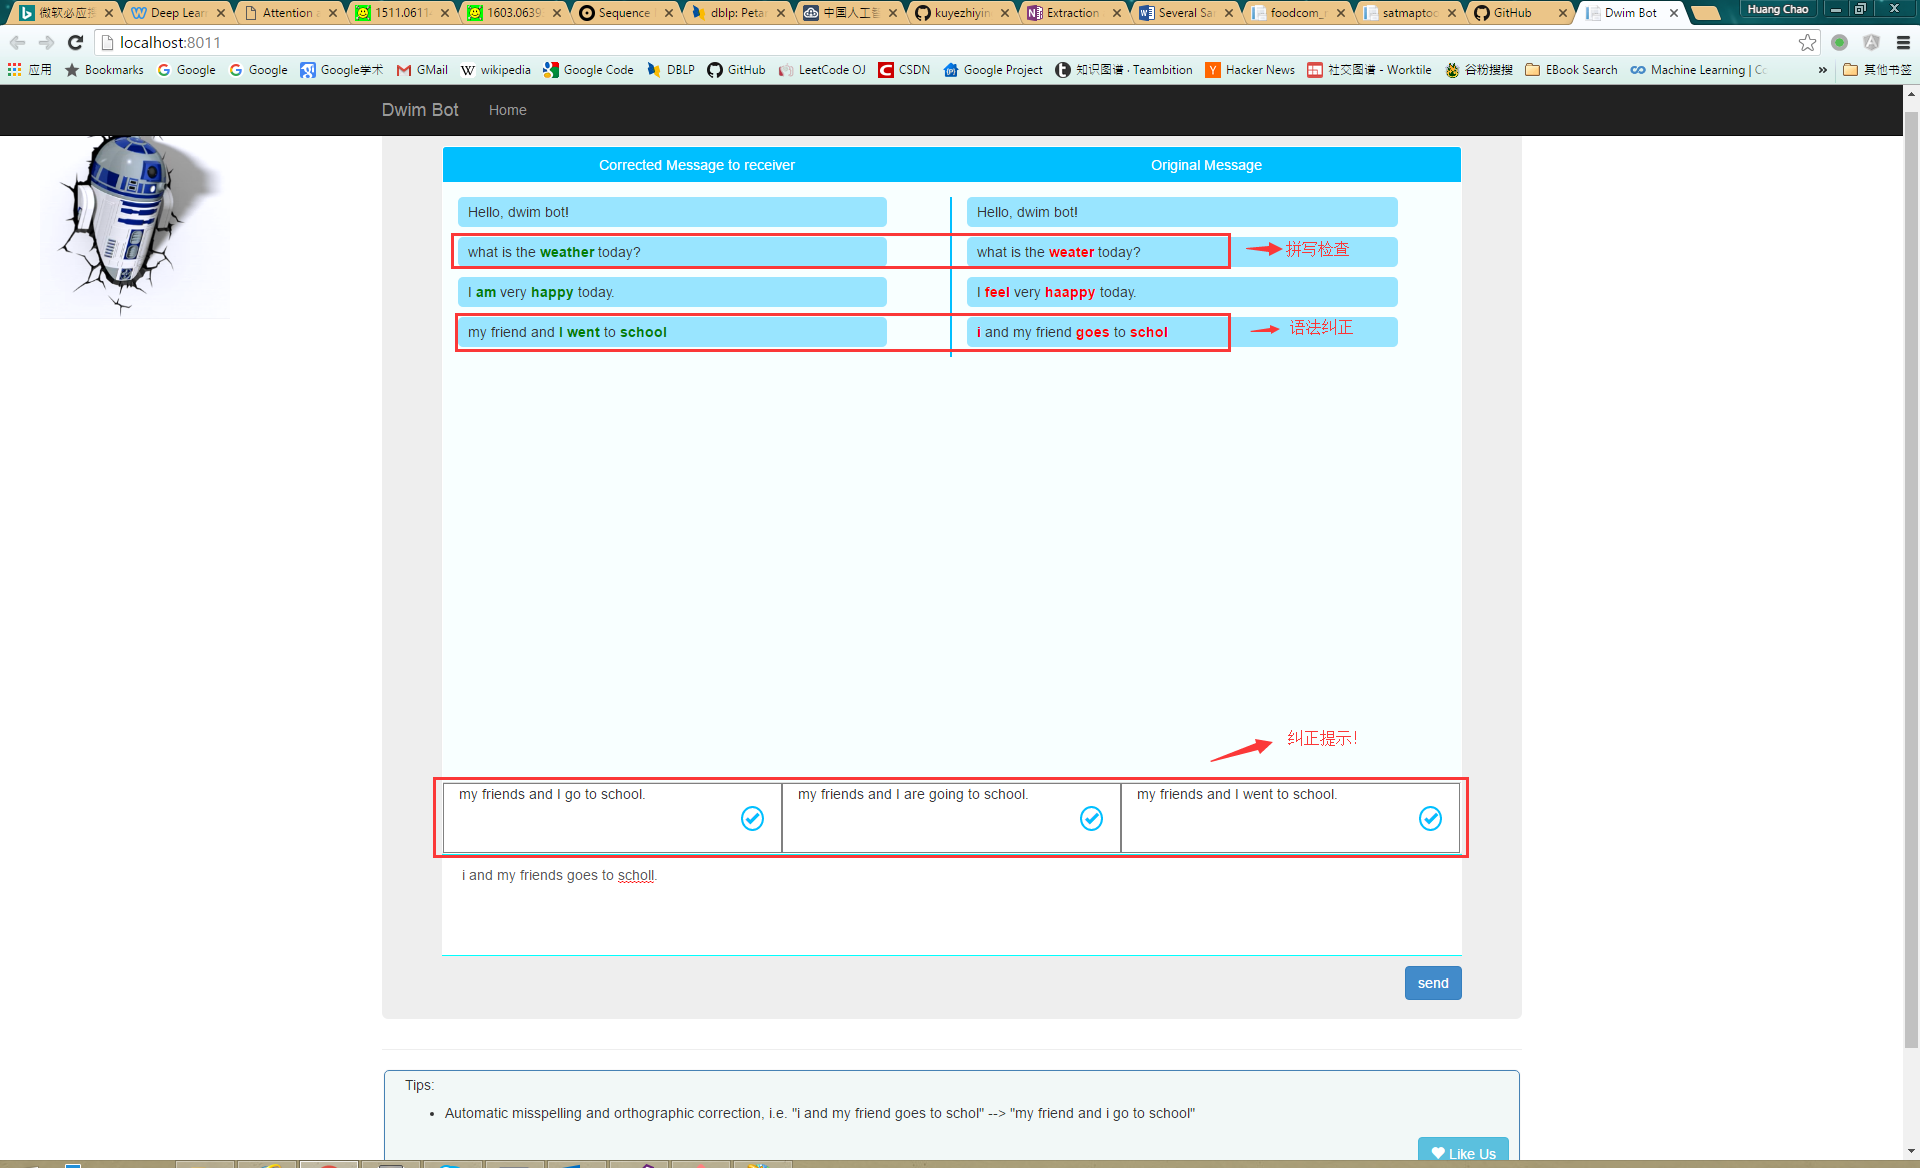 微软必应搜
Deep Lear
Attention a
1511.0611
1603.0639
Sequence
dblp: Peta
中国人工智
kuyezhiyin
Extraction
Several Sa
foodcom_r
satmaptoc
GitHub
Dwim Bot
Huang Chao
localhost:8011
应用
Bookmarks
Google
Google
Google学术
GMail
wikipedia
Google Code
DBLP
GitHub
LeetCode OJ
CSDN
Google Project
知识图谱 · Teambition
Hacker News
社交图谱 - Worktile
谷粉搜搜
EBook Search
Machine Learning | Co
»
其他书签
Dwim Bot Home
Corrected Message to receiver Original Message
Hello, dwim bot! Hello, dwim bot!
what is the weather today? what is the weater today? 拼写检查
I am very happy today. I feel very haappy today.
my friend and I went to school i and my friend goes to schol 语法纠正
纠正提示!
my friends and I go to school. my friends and I are going to school. my friends and I went to school.
i and my friends goes to scholl.
send
Tips:
• Automatic misspelling and orthographic correction, i.e. "i and my friend goes to schol" --> "my friend and i go to school"
Like Us